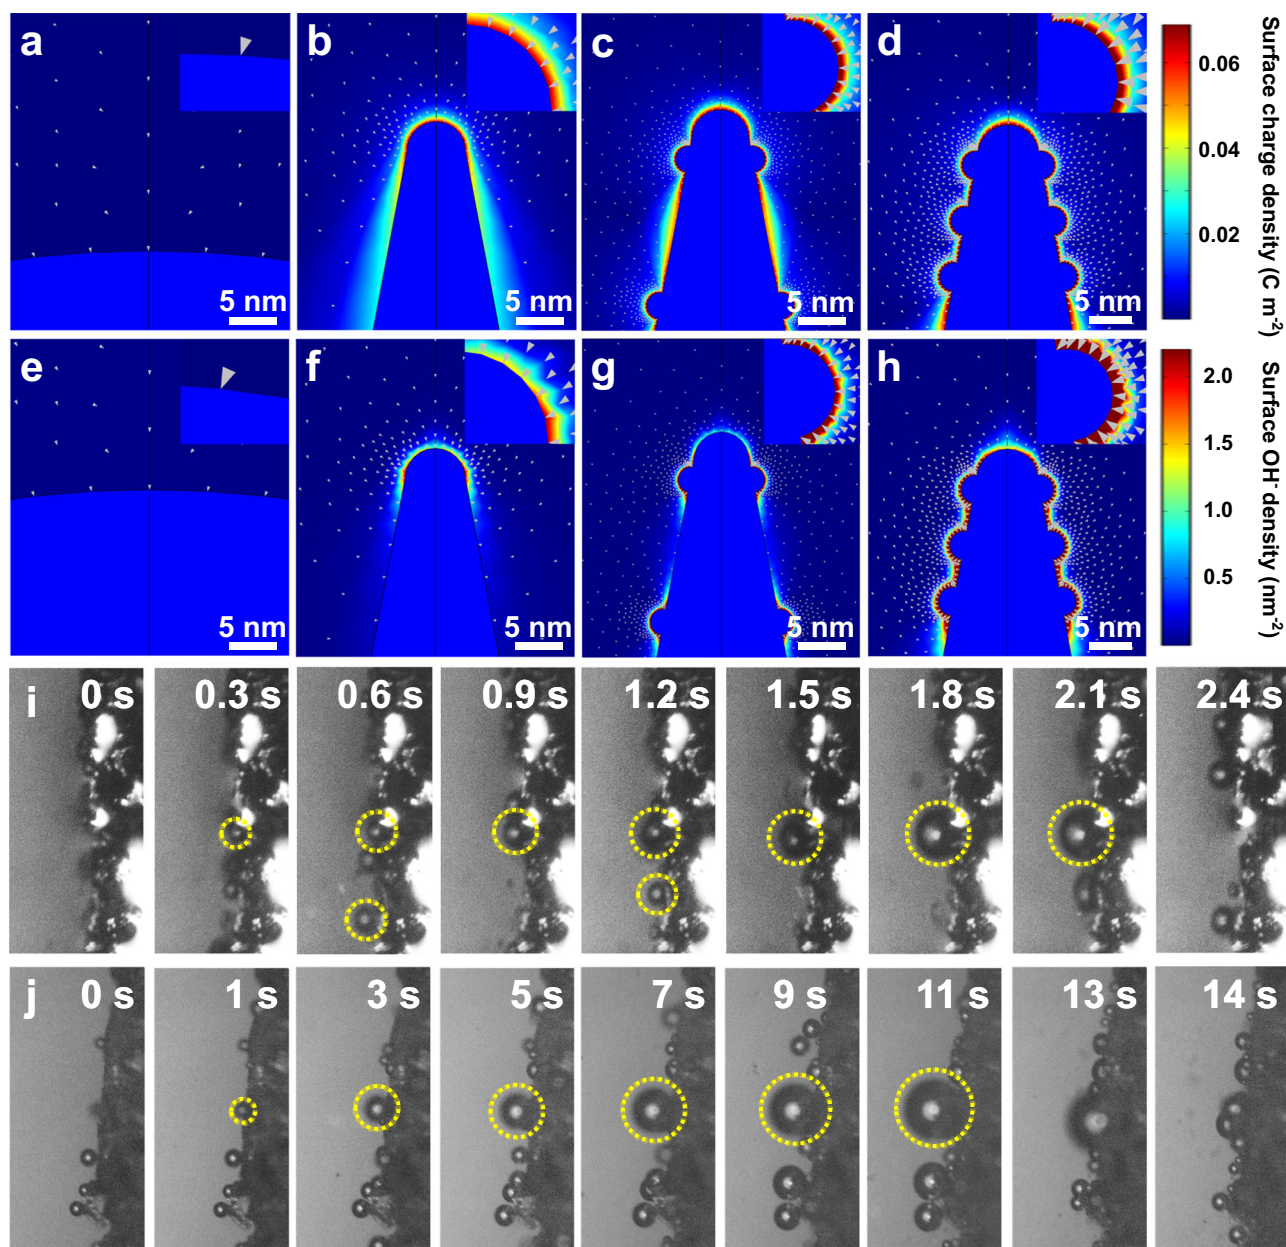 a
b
c
d
5 nm
5 nm
5 nm
5 nm
0.06
0.04
0.02
Surface charge density (C m⁻²)
e
f
g
h
5 nm
5 nm
5 nm
5 nm
2.0
1.5
1.0
0.5
Surface OH⁻ density (nm⁻²)
i
0 s
0.3 s
0.6 s
0.9 s
1.2 s
1.5 s
1.8 s
2.1 s
2.4 s
j
0 s
1 s
3 s
5 s
7 s
9 s
11 s
13 s
14 s